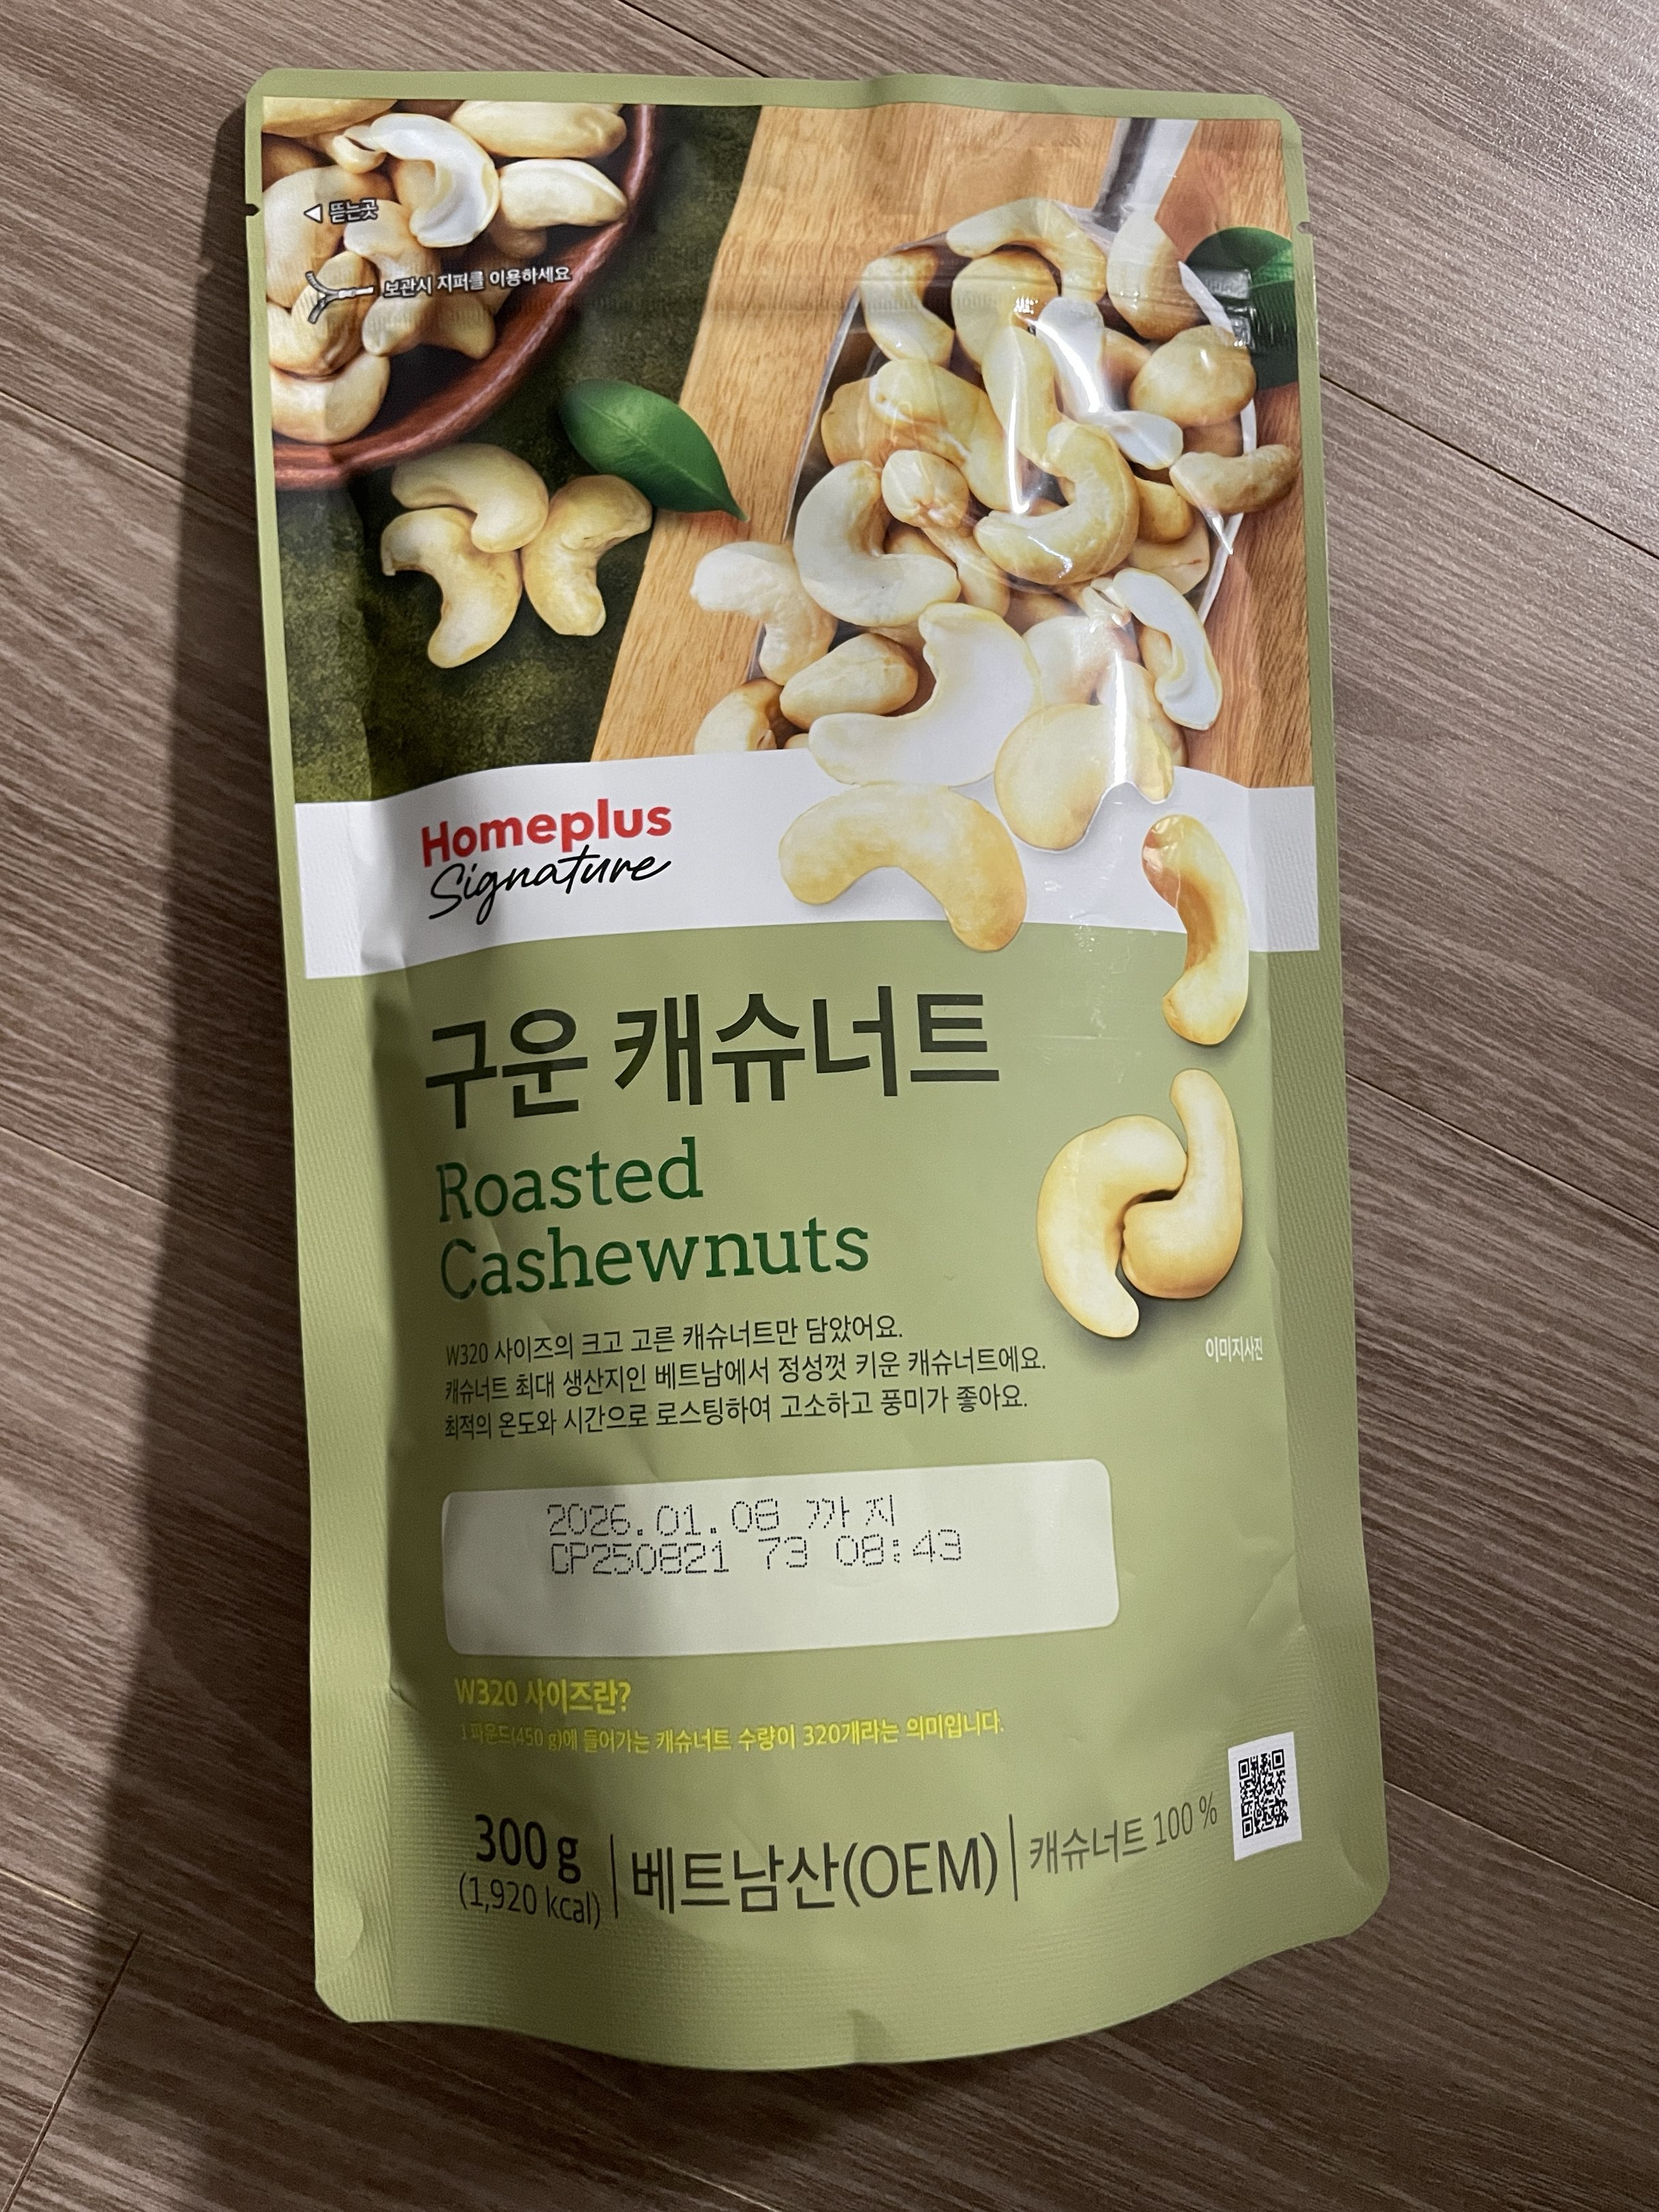 뜯는곳
보관시 지퍼를 이용하세요
Homeplus
Signature
구운 캐슈너트
Roasted
Cashewnuts
W320 사이즈의 크고 고른 캐슈너트만 담았어요.
캐슈너트 최대 생산지인 베트남에서 정성껏 키운 캐슈너트에요.
최적의 온도와 시간으로 로스팅하여 고소하고 풍미가 좋아요.
이미지사진
2026.01.08 까지
CP250821 73 08:43
W320 사이즈란?
1 파운드(450 g)에 들어가는 캐슈너트 수량이 320개라는 의미입니다.
300 g
(1,920 kcal)
베트남산(OEM)
캐슈너트 100 %